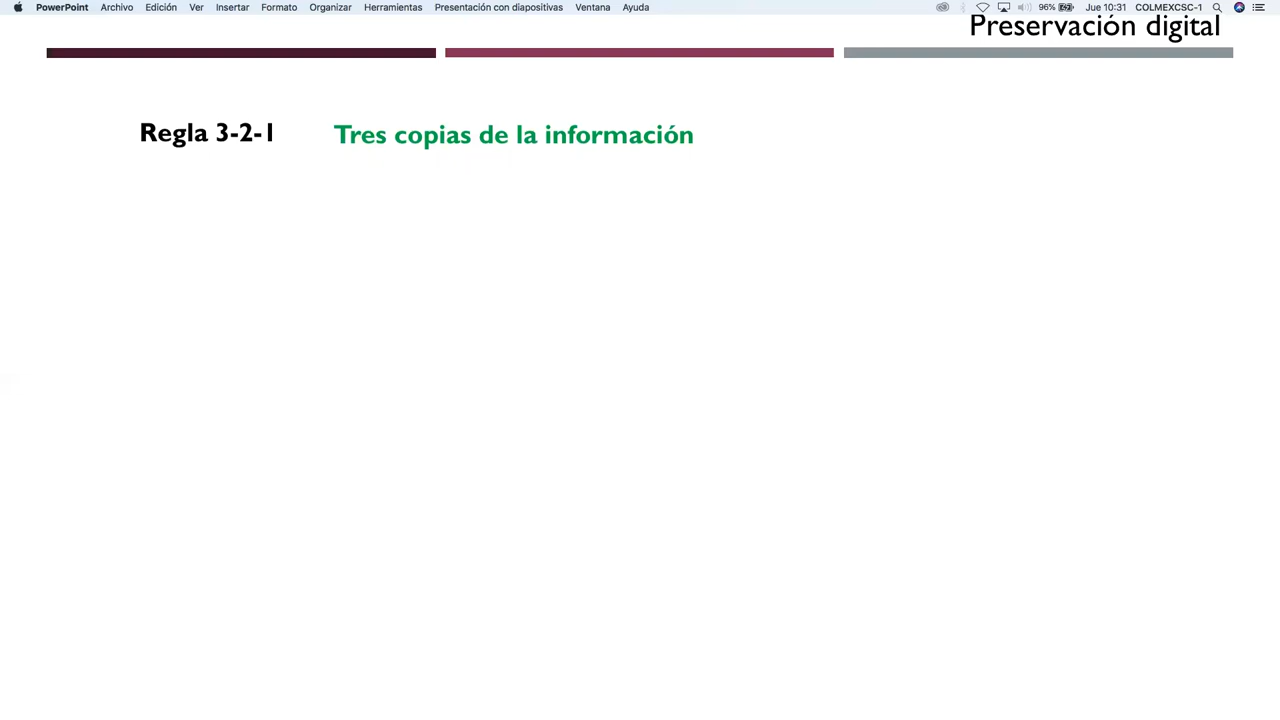 PowerPoint Archivo Edición Ver Insertar Formato Organizar Herramientas Presentación con diapositivas Ventana Ayuda 96% Jue 10:31 COLMEXCSC-1
Preservación digital
Regla 3-2-1 Tres copias de la información